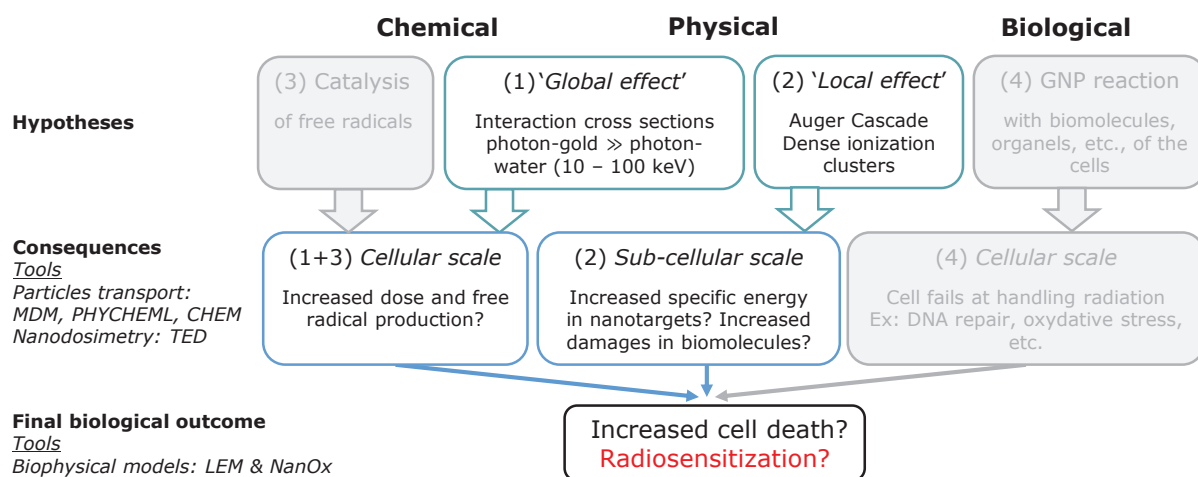 Chemical
Physical
Biological
Hypotheses
(3) Catalysis
of free radicals
(1) ‘Global effect’
Interaction cross sections
photon-gold ≫ photon-
water (10 – 100 keV)
(2) ‘Local effect’
Auger Cascade
Dense ionization
clusters
(4) GNP reaction
with biomolecules,
organels, etc., of the
cells
Consequences
Tools
Particles transport:
MDM, PHYCHEML, CHEM
Nanodosimetry: TED
(1+3) Cellular scale
Increased dose and free
radical production?
(2) Sub-cellular scale
Increased specific energy
in nanotargets? Increased
damages in biomolecules?
(4) Cellular scale
Cell fails at handling radiation
Ex: DNA repair, oxydative stress,
etc.
Final biological outcome
Tools
Biophysical models: LEM & NanOx
Increased cell death?
Radiosensitization?